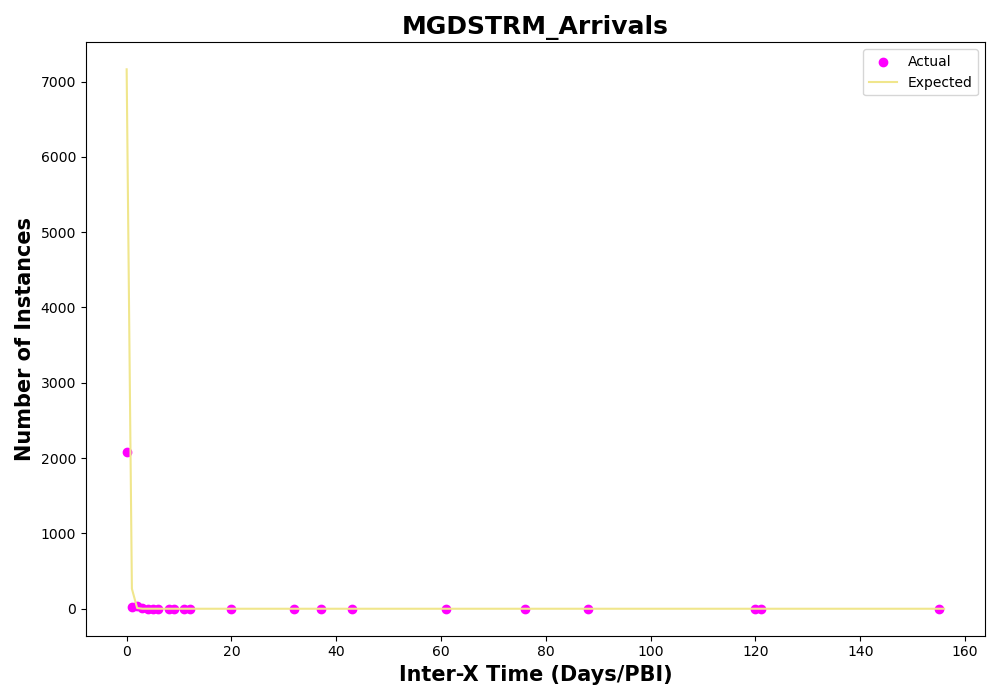 MGDSTRM_Arrivals
Actual
Expected
Number of Instances
7000
6000
5000
4000
3000
2000
1000
0
0 20 40 60 80 100 120 140 160
Inter-X Time (Days/PBI)